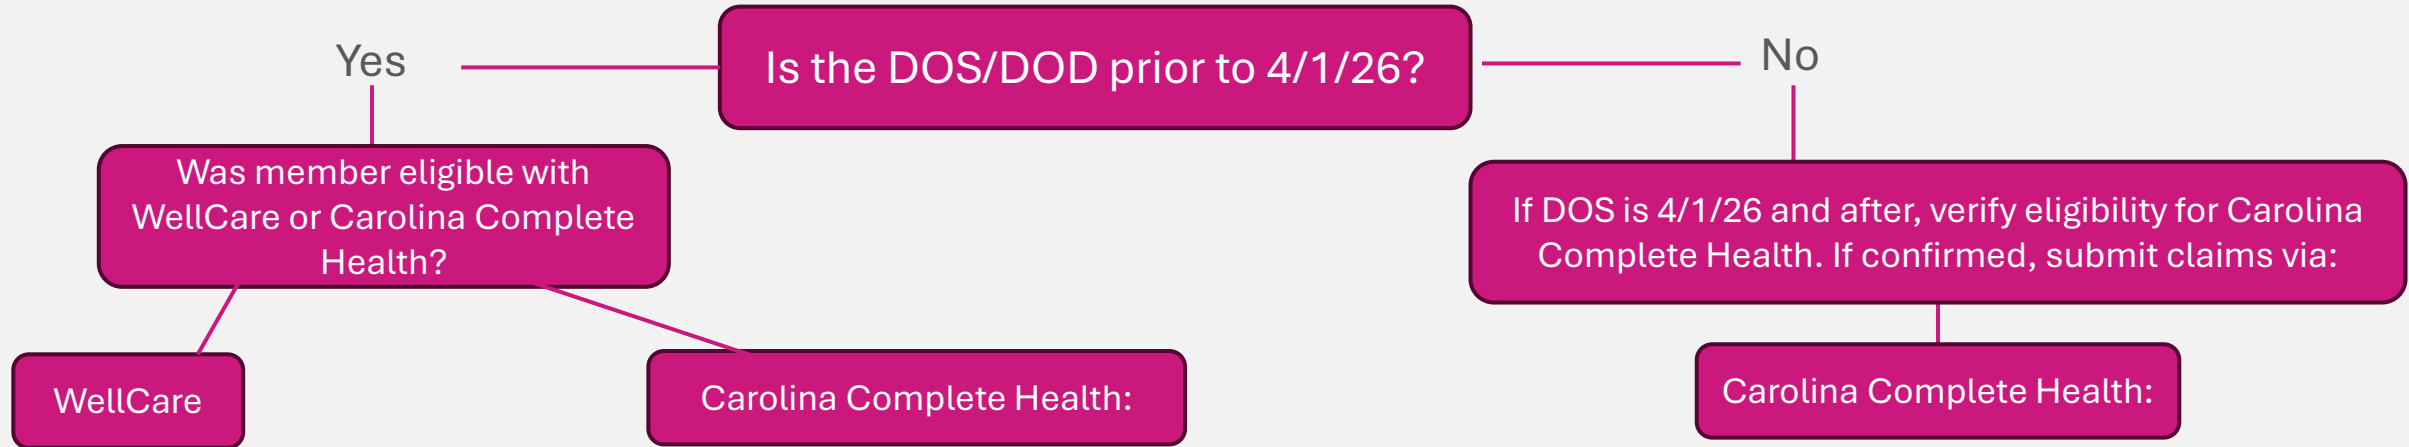 Is the DOS/DOD prior to 4/1/26?
Yes
No
Was member eligible with
WellCare or Carolina Complete
Health?
If DOS is 4/1/26 and after, verify eligibility for Carolina
Complete Health. If confirmed, submit claims via:
WellCare
Carolina Complete Health:
Carolina Complete Health: